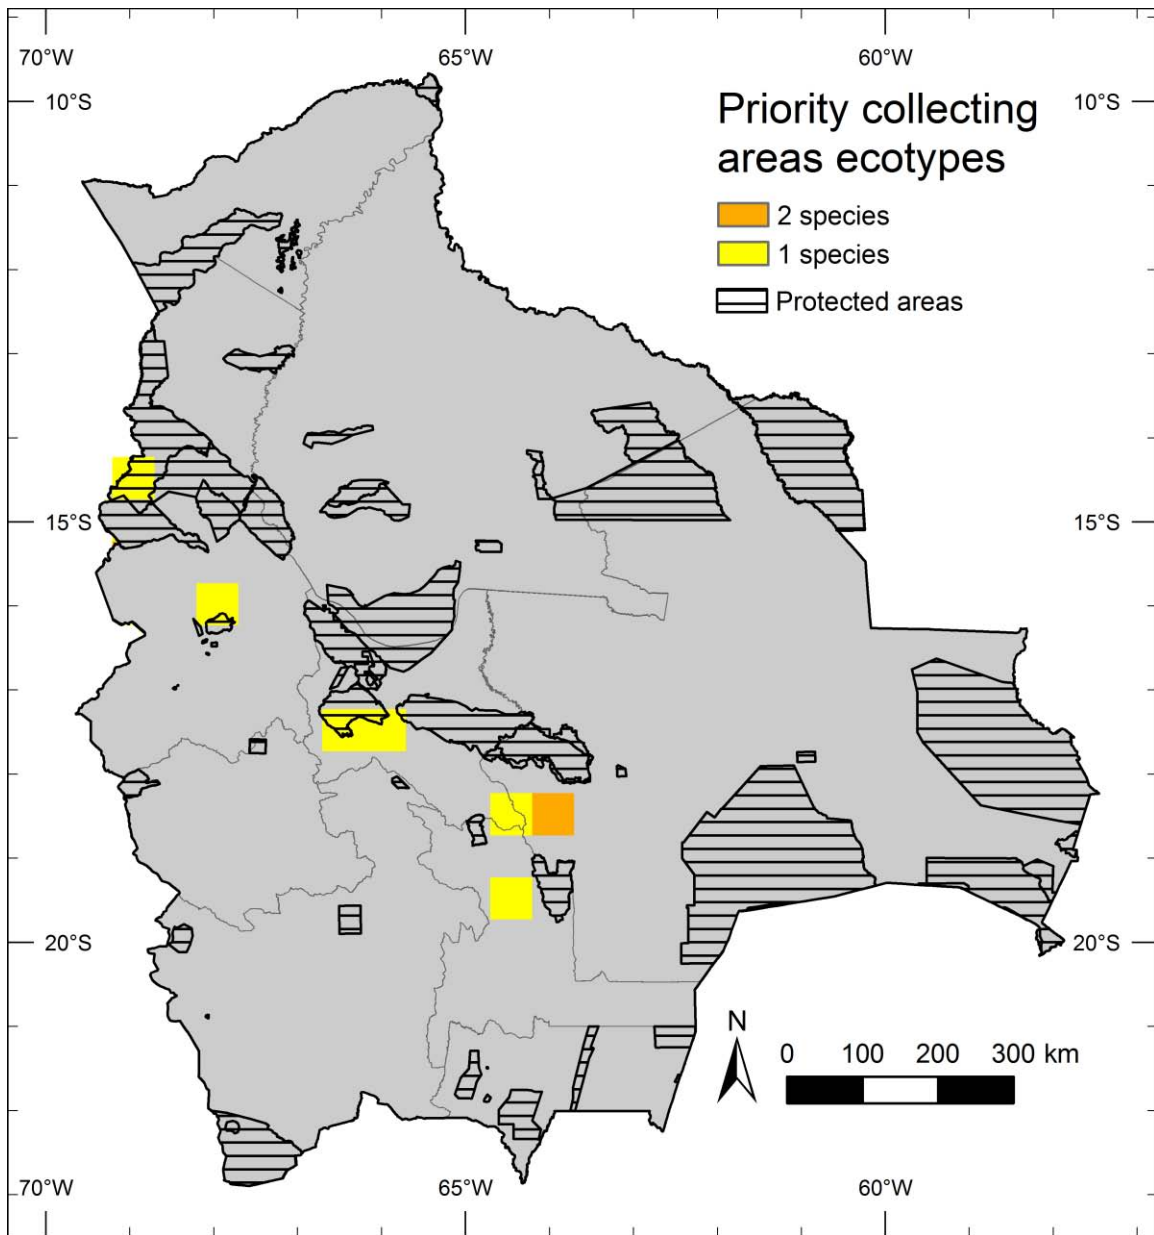 70°W 65°W 60°W
10°S 10°S
Priority collecting
areas ecotypes
2 species
1 species
Protected areas
15°S 15°S
20°S 20°S
N
0 100 200 300 km
70°W 65°W 60°W